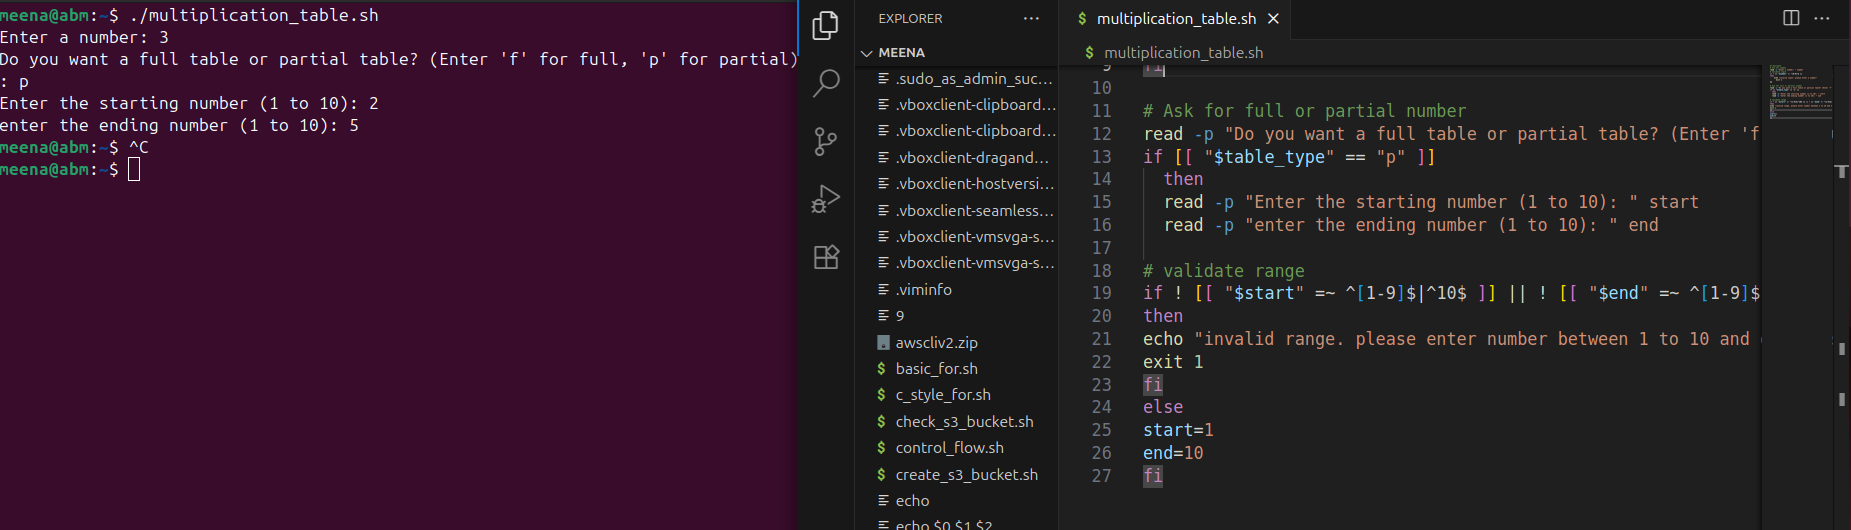 meena@abm:~$ ./multiplication_table.sh
Enter a number: 3
Do you want a full table or partial table? (Enter 'f' for full, 'p' for partial)
: p
Enter the starting number (1 to 10): 2
enter the ending number (1 to 10): 5
meena@abm:~$ ^C
meena@abm:~$
EXPLORER
MEENA
.sudo_as_admin_suc...
.vboxclient-clipboard...
.vboxclient-clipboard...
.vboxclient-dragand...
.vboxclient-hostversi...
.vboxclient-seamless...
.vboxclient-vmsvga-s...
.vboxclient-vmsvga-s...
.viminfo
9
awscliv2.zip
$ basic_for.sh
$ c_style_for.sh
$ check_s3_bucket.sh
$ control_flow.sh
$ create_s3_bucket.sh
echo
echo $0 $1 $2
$ multiplication_table.sh
$ multiplication_table.sh
9 fi
10
11 # Ask for full or partial number
12 read -p "Do you want a full table or partial table? (Enter 'f
13 if [[ "$table_type" == "p" ]]
14 then
15 read -p "Enter the starting number (1 to 10): " start
16 read -p "enter the ending number (1 to 10): " end
17
18 # validate range
19 if ! [[ "$start" =~ ^[1-9]$|^10$ ]] || ! [[ "$end" =~ ^[1-9]$
20 then
21 echo "invalid range. please enter number between 1 to 10 and
22 exit 1
23 fi
24 else
25 start=1
26 end=10
27 fi